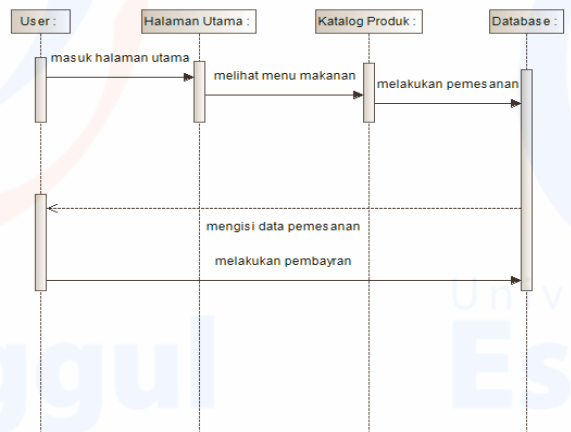 User :
Halaman Utama :
Katalog Produk :
Database :
masuk halaman utama
melihat menu makanan
melakukan pemesanan
mengisi data pemesanan
melakukan pembayran
Univ
Es
ggul